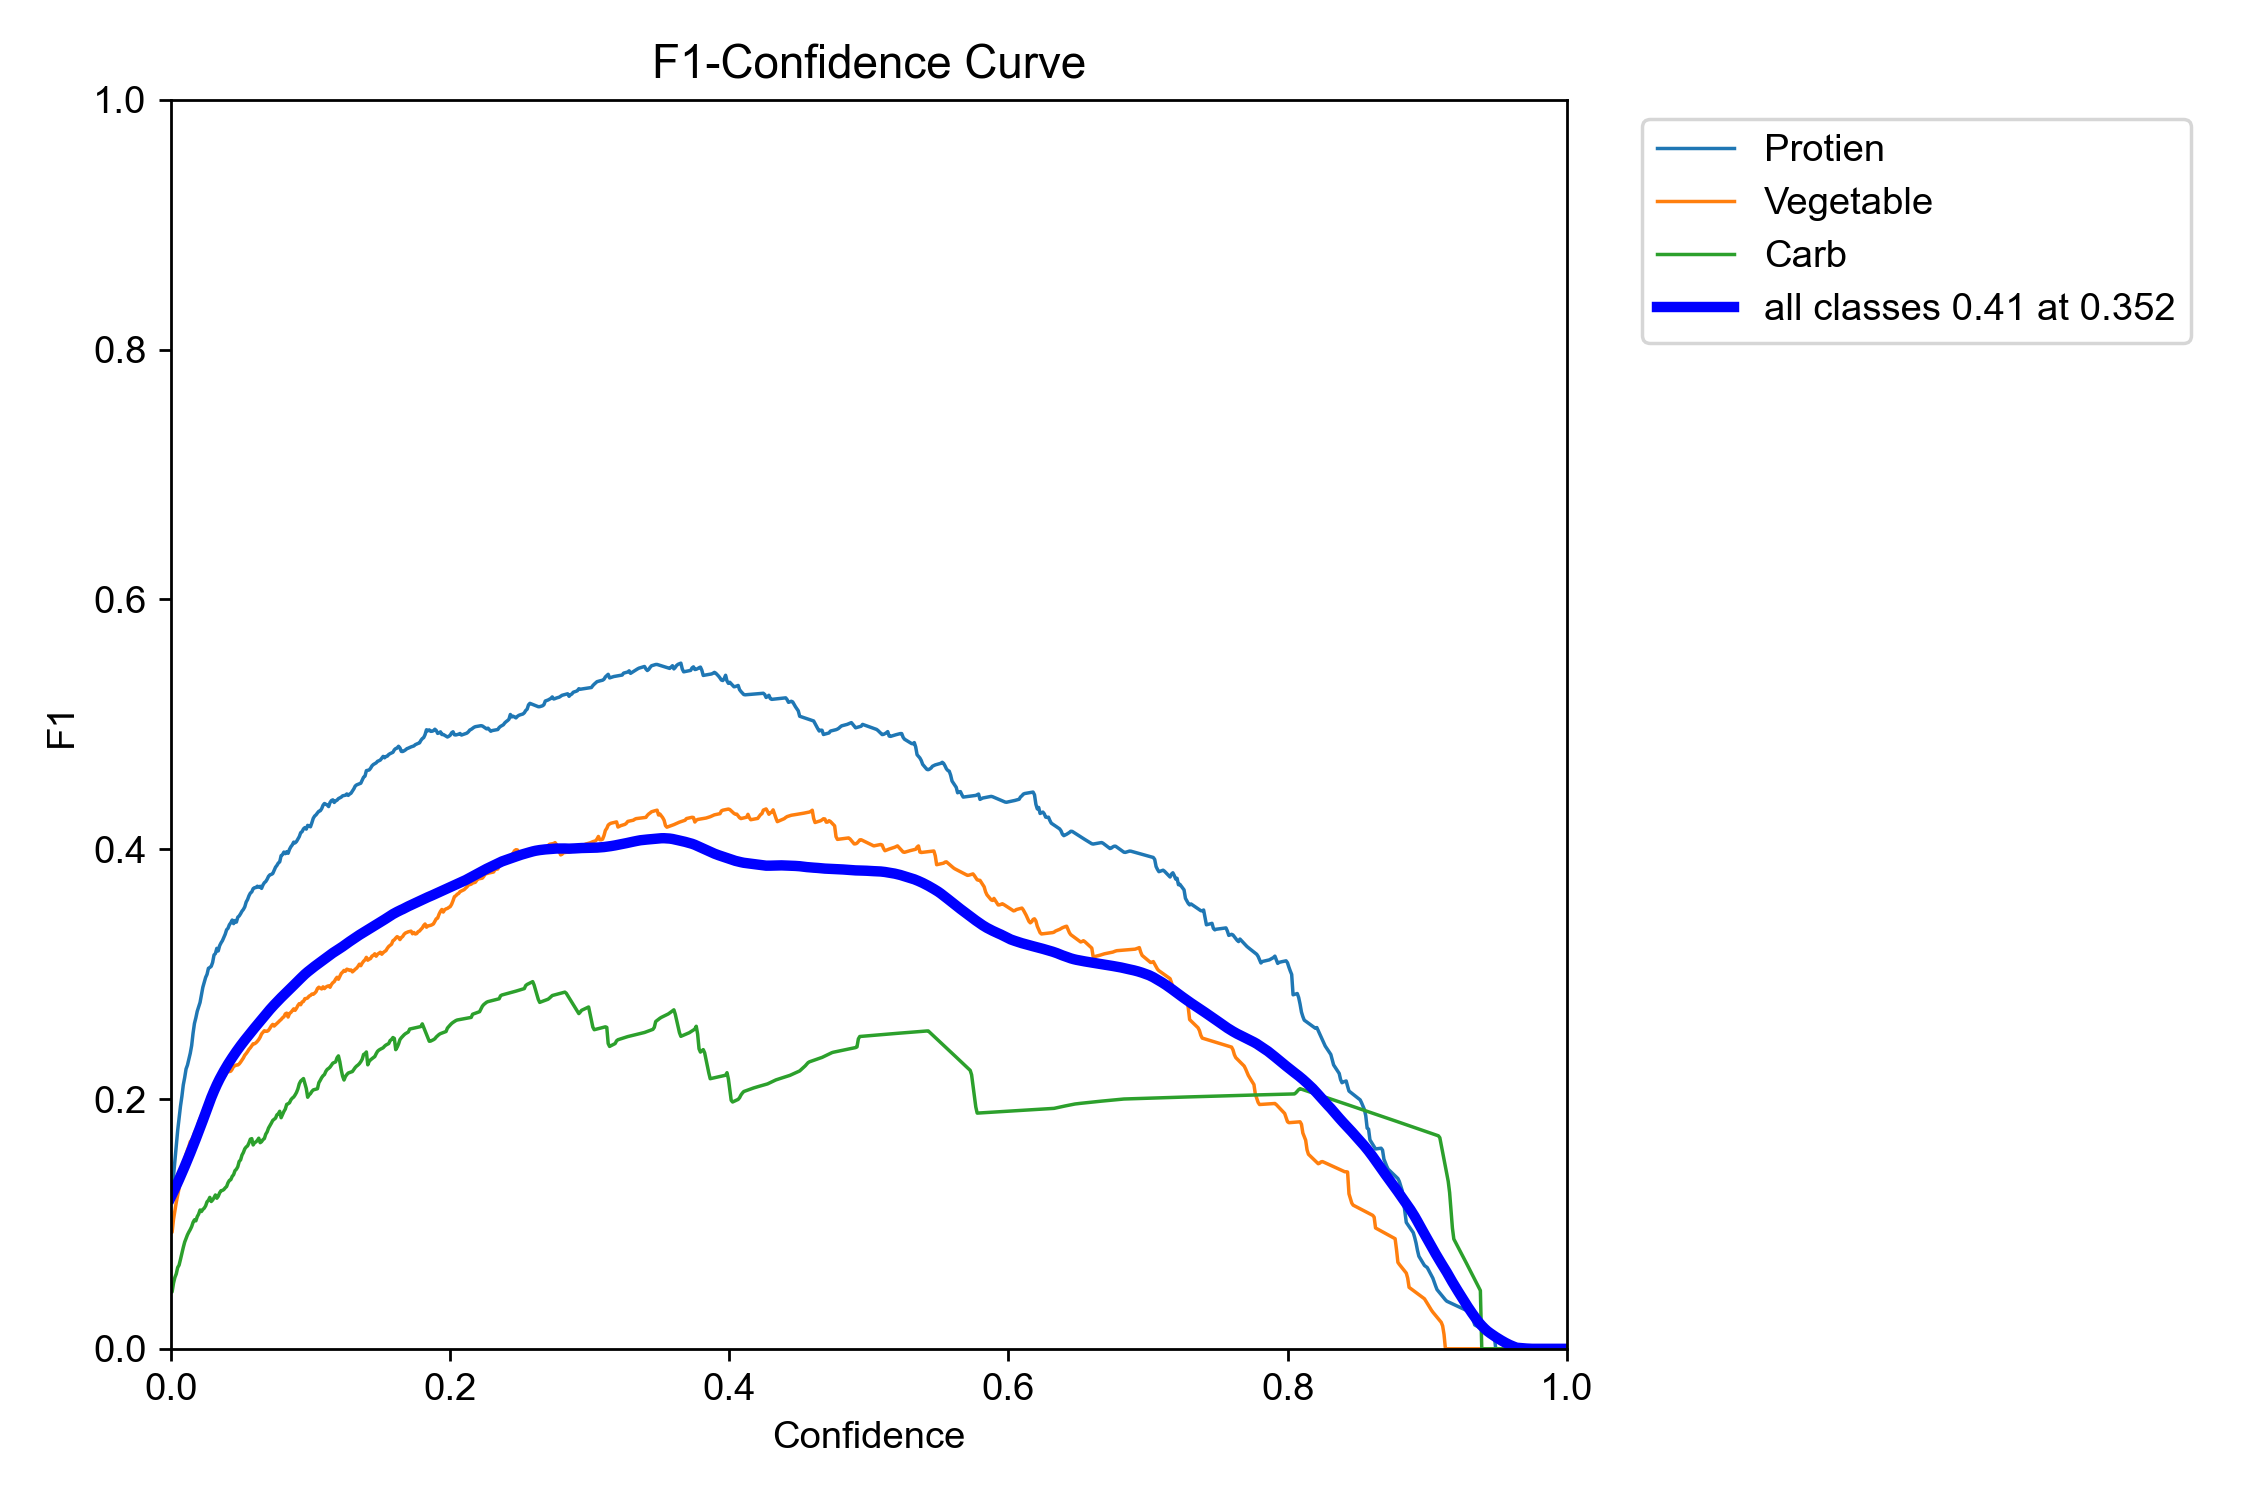 F1-Confidence Curve
1.0
0.8
0.6
0.4
0.2
0.0
F1
0.0 0.2 0.4 0.6 0.8 1.0
Confidence
Protien
Vegetable
Carb
all classes 0.41 at 0.352